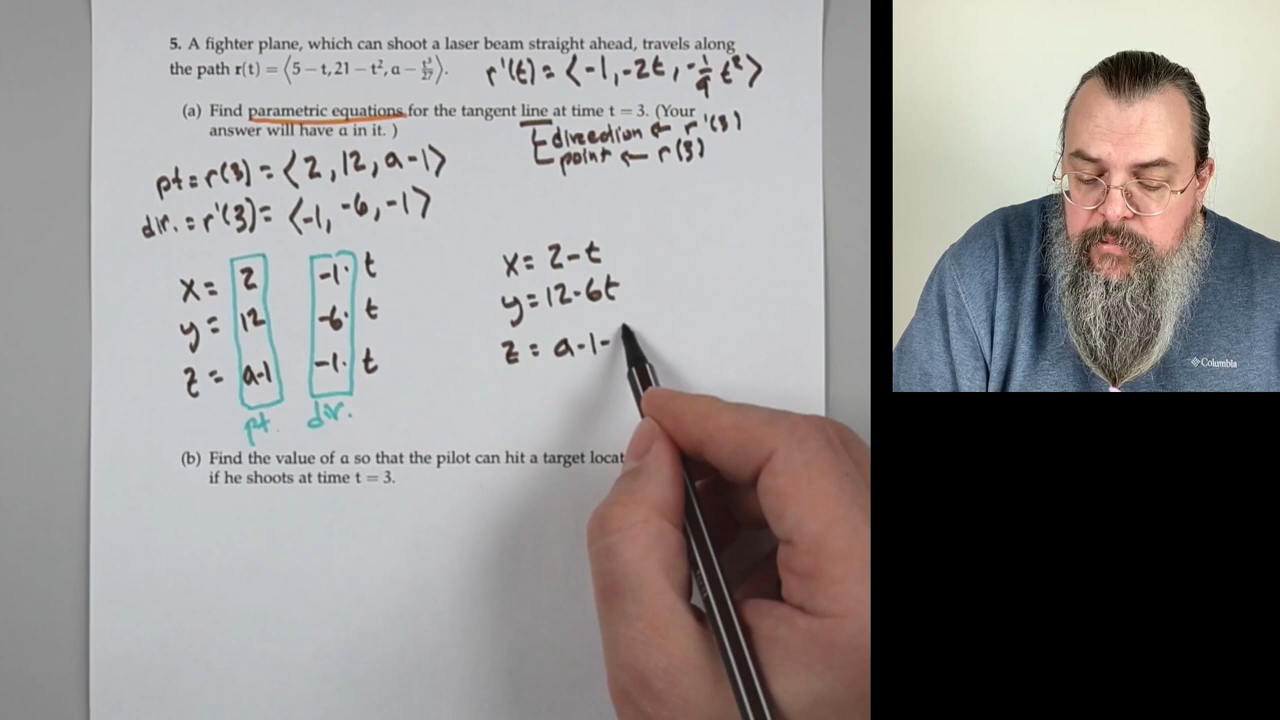 5. A fighter plane, which can shoot a laser beam straight ahead, travels along
the path r(t) = ⟨5 − t, 21 − t², a − t³/27⟩.
r'(t) = ⟨-1, -2t, -1/9 t²⟩
(a) Find parametric equations for the tangent line at time t = 3. (Your
answer will have a in it. )
direction ← r'(3)
point ← r(3)
pt = r(3) = ⟨2, 12, a-1⟩
dir. = r'(3) = ⟨-1, -6, -1⟩
x = 2 -1· t
y = 12 -6· t
z = a-1 -1· t
pt. dir.
x = 2-t
y = 12-6t
z = a-1-
(b) Find the value of a so that the pilot can hit a target
if he shoots at time t = 3.
Columbia